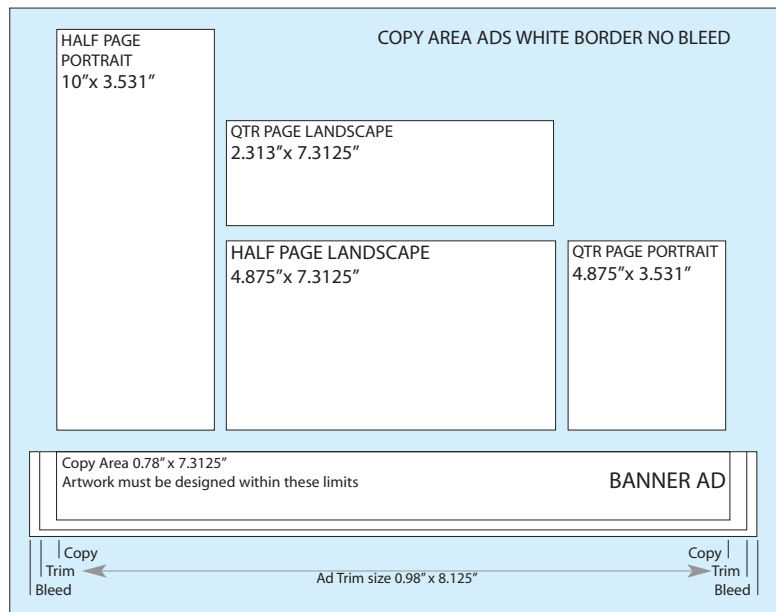 COPY AREA ADS WHITE BORDER NO BLEED
HALF PAGE
PORTRAIT
10”x 3.531”
QTR PAGE LANDSCAPE
2.313”x 7.3125”
HALF PAGE LANDSCAPE
4.875”x 7.3125”
QTR PAGE PORTRAIT
4.875”x 3.531”
Copy Area 0.78” x 7.3125”
Artwork must be designed within these limits
BANNER AD
Copy
Trim
Bleed
Ad Trim size 0.98” x 8.125”
Copy
Trim
Bleed